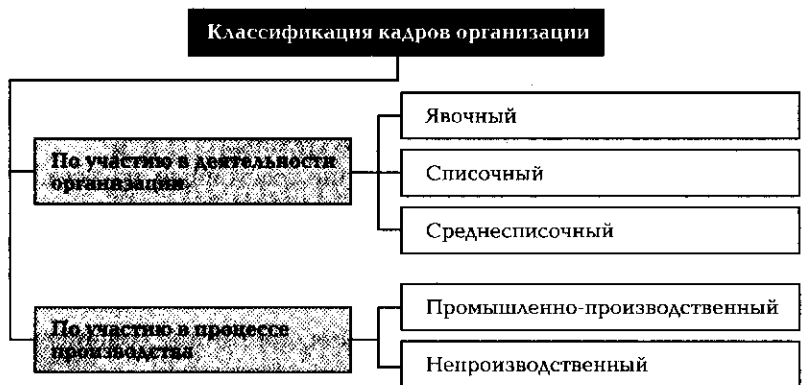 Классификация кадров организации
По участию в деятельности
организации
Явочный
Списочный
Среднесписочный
По участию в процессе
производства
Промышленно-производственный
Непроизводственный